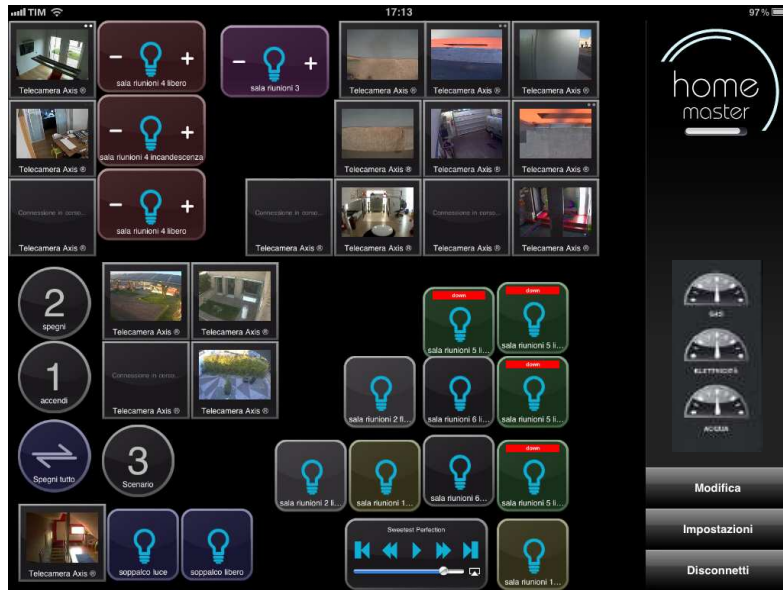 TIM
17:13
97%
Telecamera Axis ®
sala riunioni 4 libero
sala riunioni 3
Telecamera Axis ®
Telecamera Axis ®
Telecamera Axis ®
home
master
Telecamera Axis ®
sala riunioni 4 incandescenza
Telecamera Axis ®
Telecamera Axis ®
Telecamera Axis ®
Connessione in corso...
Telecamera Axis ®
sala riunioni 4 libero
Connessione in corso...
Telecamera Axis ®
Telecamera Axis ®
Connessione in corso...
Telecamera Axis ®
Telecamera Axis ®
2
spegni
Telecamera Axis ®
Telecamera Axis ®
down
sala riunioni 5 li...
down
sala riunioni 5 li...
GAS
1
accendi
Connessione in corso...
Telecamera Axis ®
Telecamera Axis ®
sala riunioni 2 fi...
sala riunioni 6 li...
down
sala riunioni 5 li...
ELETTRICITÀ
ACQUA
Spegni tutto
3
Scenario
sala riunioni 2 li...
sala riunioni 1...
sala riunioni 6...
down
sala riunioni 5 li...
Modifica
Telecamera Axis ®
soppalco luce
soppalco libero
Sweetest Perfection
sala riunioni 1...
Impostazioni
Disconnetti